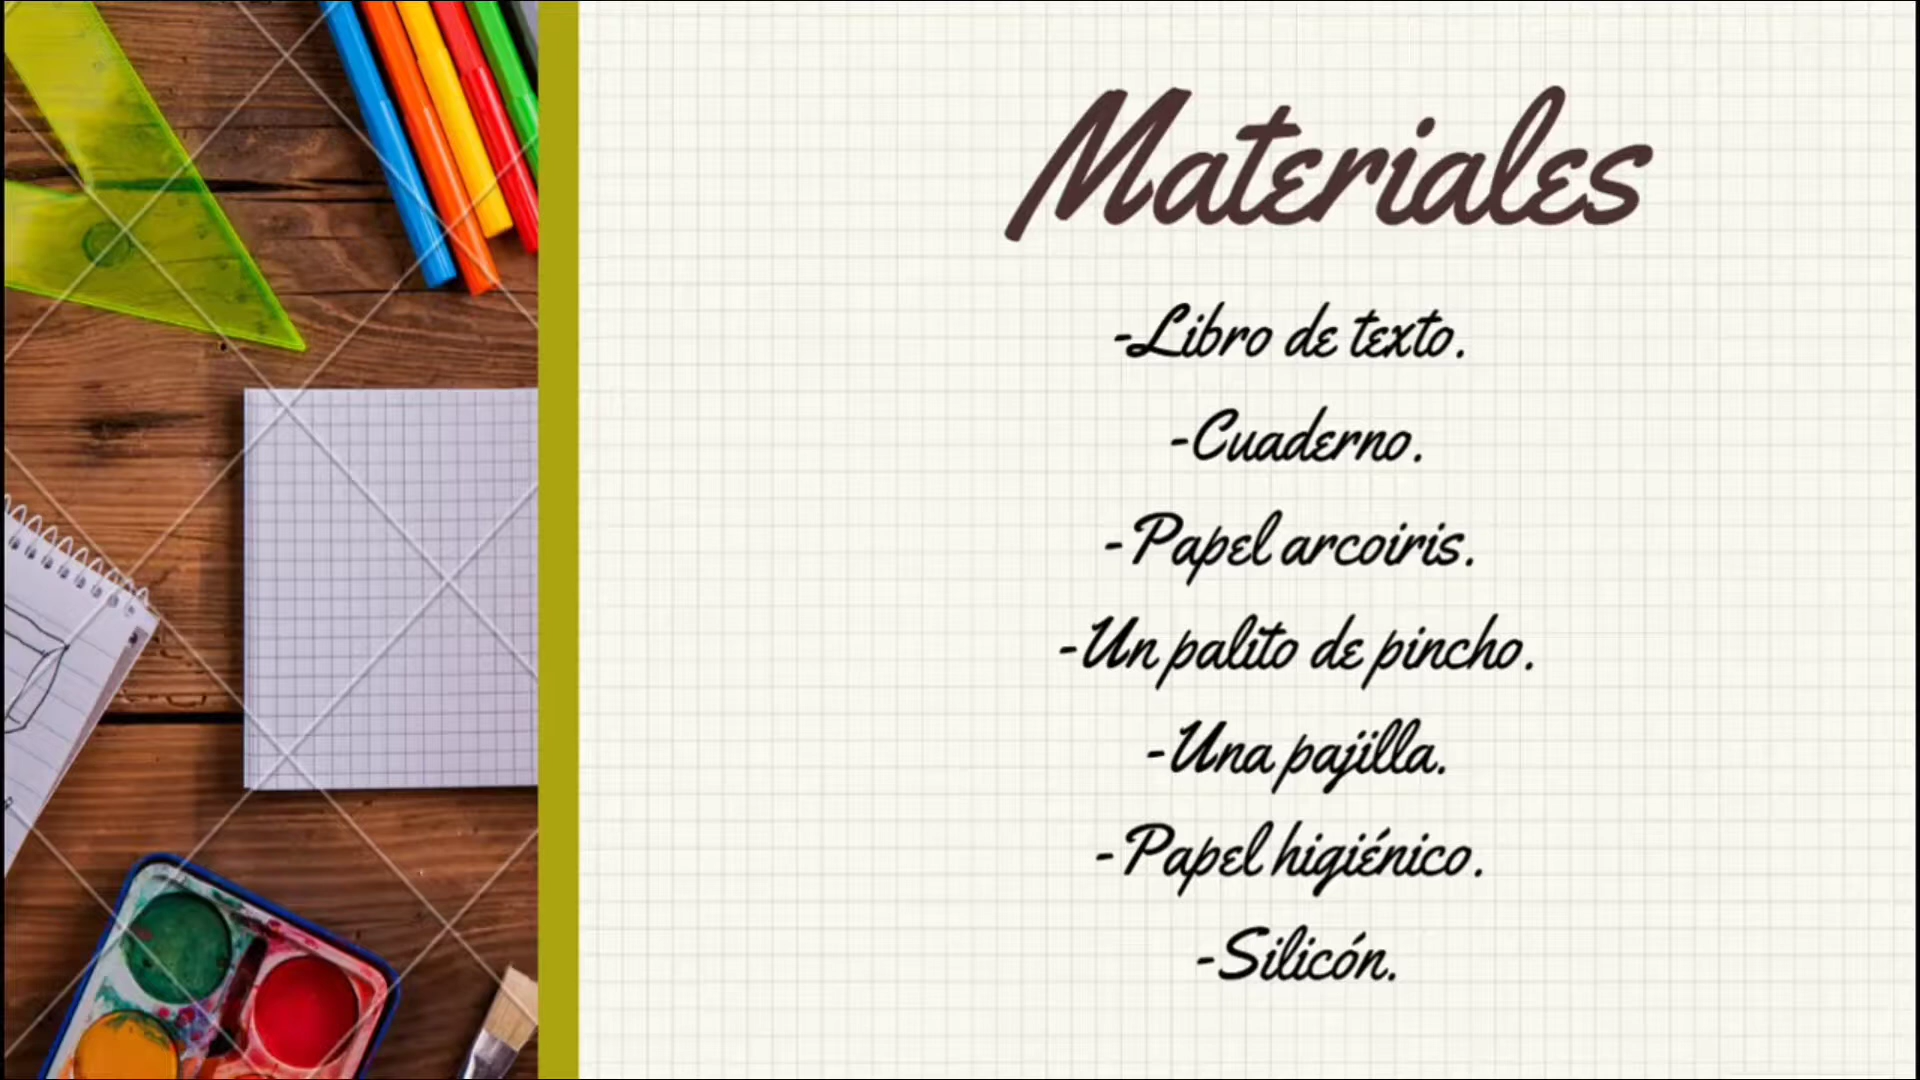 Materiales
-Libro de texto.
-Cuaderno.
-Papel arcoiris.
-Un palito de pincho.
-Una pajilla.
-Papel higiénico.
-Silicón.